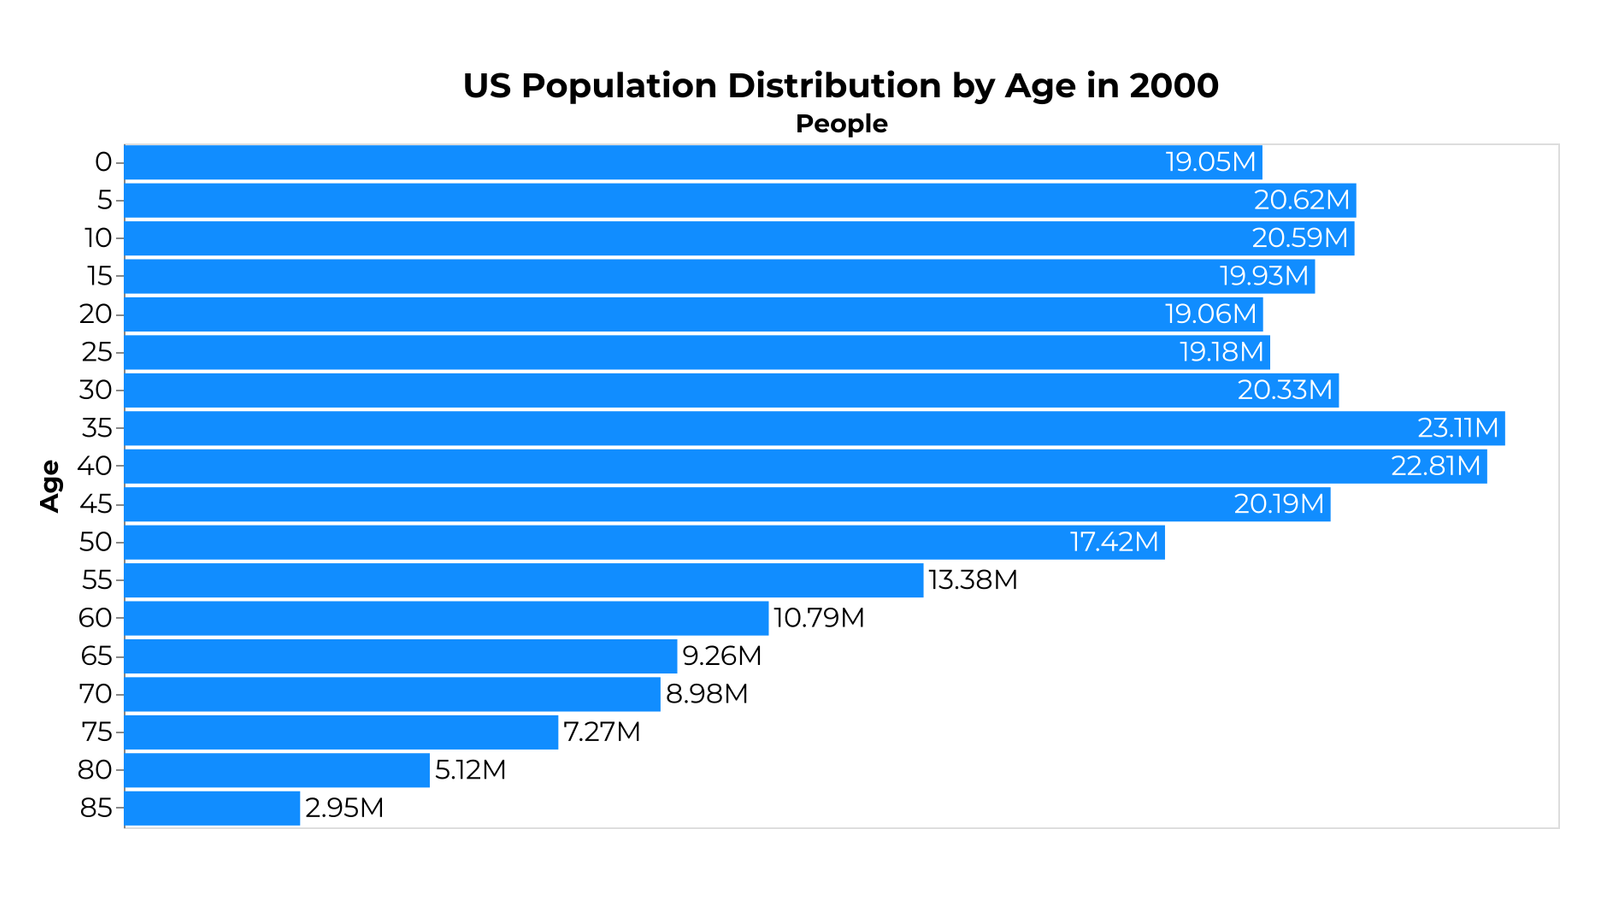 US Population Distribution by Age in 2000
People
Age
0 19.05M
5 20.62M
10 20.59M
15 19.93M
20 19.06M
25 19.18M
30 20.33M
35 23.11M
40 22.81M
45 20.19M
50 17.42M
55 13.38M
60 10.79M
65 9.26M
70 8.98M
75 7.27M
80 5.12M
85 2.95M